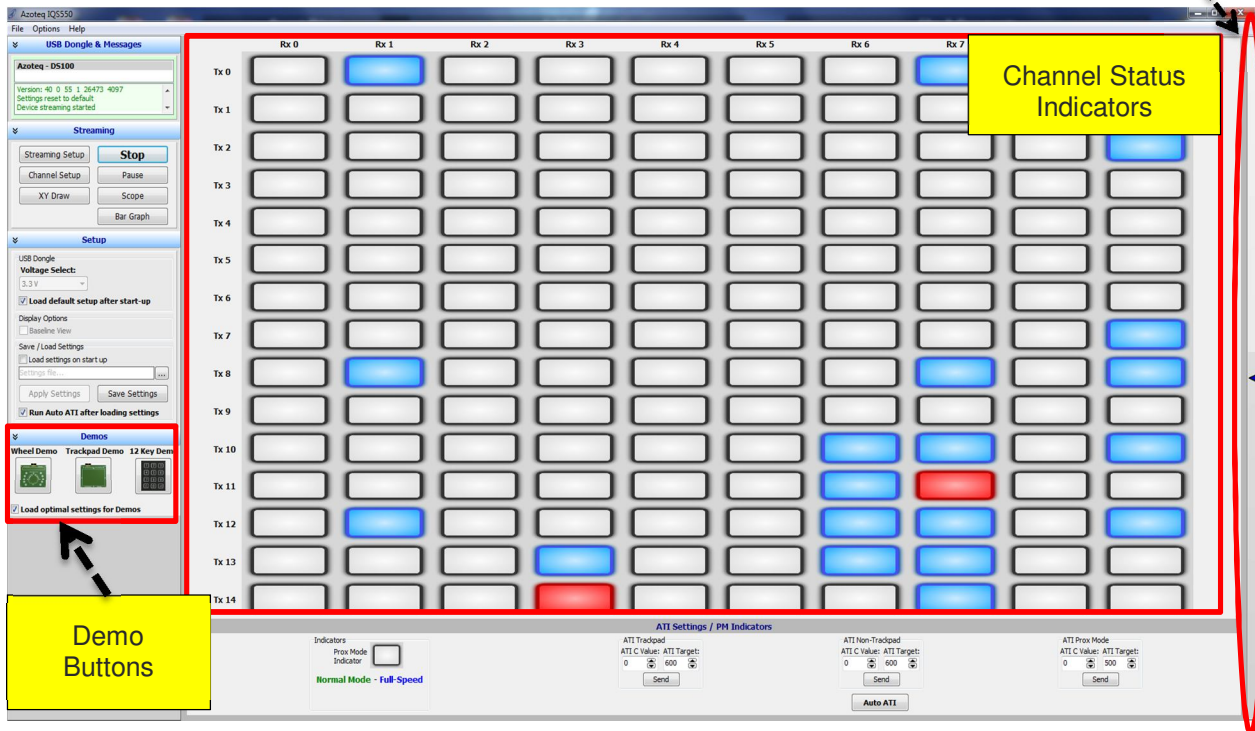 Azoteq IQS550
File Options Help
USB Dongle & Messages
Azoteq - DS100
Version: 40 0 55 1 26473 4097
Settings reset to default
Device streaming started
Streaming
Streaming Setup Stop
Channel Setup Pause
XY Draw Scope
Bar Graph
Setup
USB Dongle
Voltage Select:
3.3 V
Load default setup after start-up
Display Options
Baseline View
Save / Load Settings
Load settings on start up
Settings file... ...
Apply Settings Save Settings
Run Auto ATI after loading settings
Demos
Wheel Demo Trackpad Demo 12 Key Dem
Load optimal settings for Demos
Demo
Buttons
Rx 0 Rx 1 Rx 2 Rx 3 Rx 4 Rx 5 Rx 6 Rx 7
Channel Status
Indicators
Tx 0
Tx 1
Tx 2
Tx 3
Tx 4
Tx 5
Tx 6
Tx 7
Tx 8
Tx 9
Tx 10
Tx 11
Tx 12
Tx 13
Tx 14
ATI Settings / PM Indicators
Indicators
Prox Mode
Indicator
Normal Mode - Full-Speed
ATI Trackpad
ATI C Value: ATI Target:
0 600
Send
ATI Non-Trackpad
ATI C Value: ATI Target:
0 600
Send
Auto ATI
ATI Prox Mode
ATI C Value: ATI Target:
0 500
Send